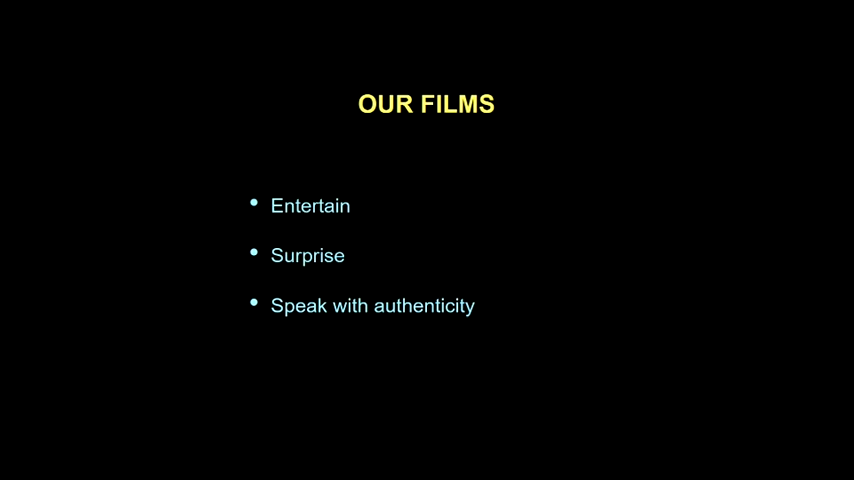 OUR FILMS
• Entertain
• Surprise
• Speak with authenticity